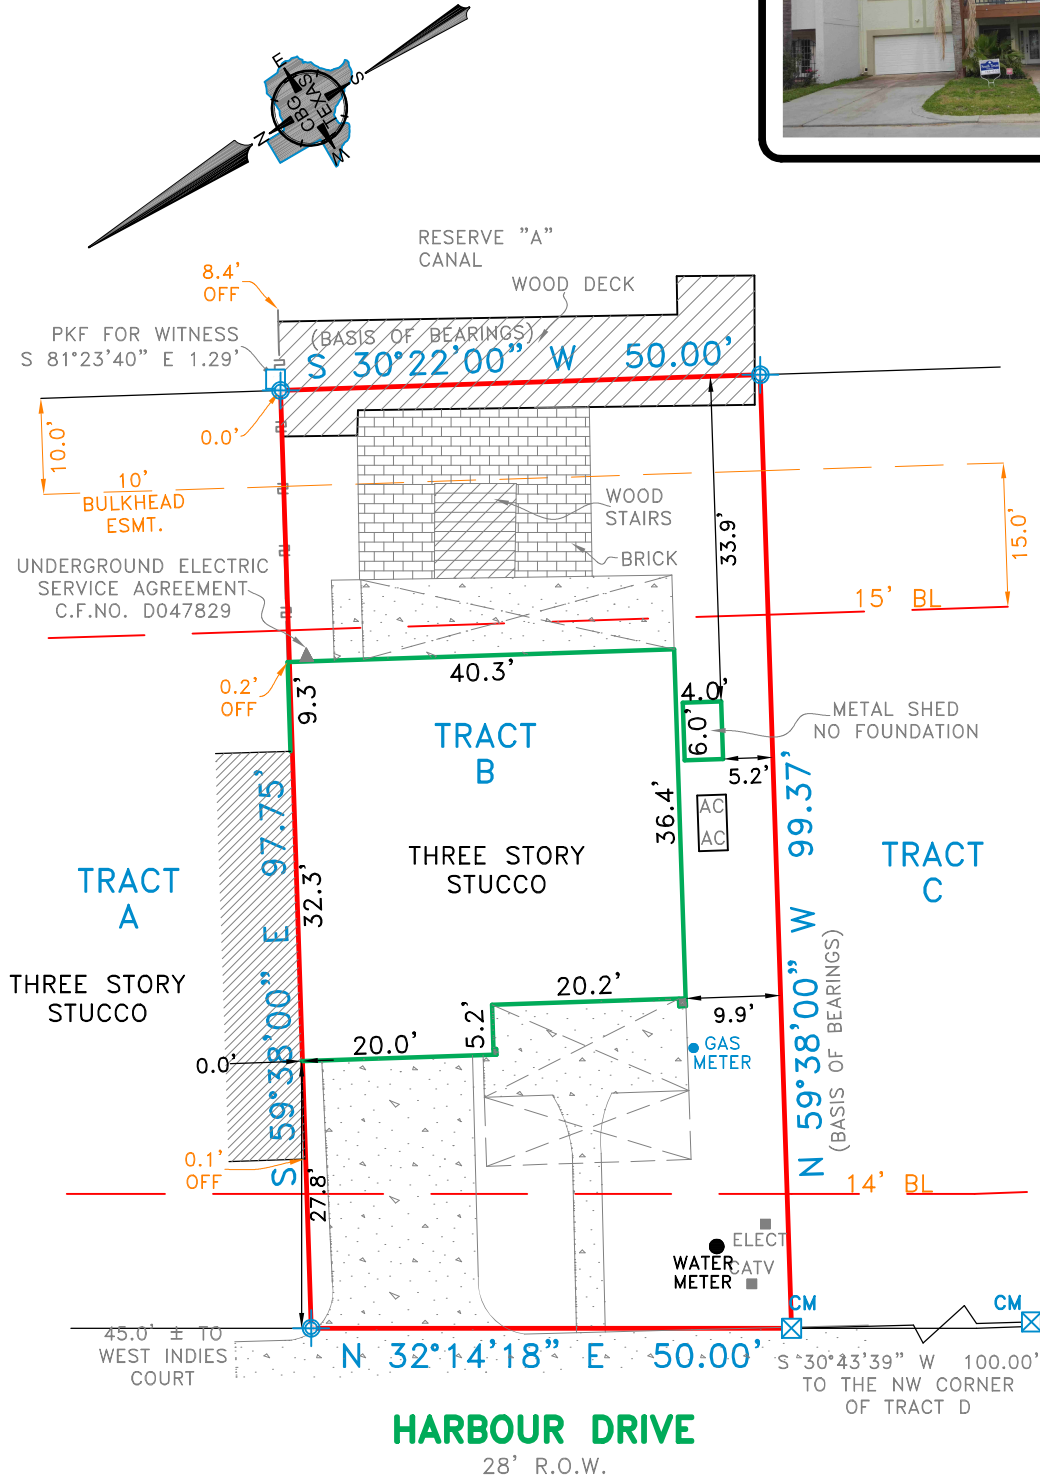 E
S
CBG
TEXAS
N
W
RESERVE "A"
CANAL
8.4'
OFF
WOOD DECK
PKF FOR WITNESS
S 81°23'40" E 1.29'
(BASIS OF BEARINGS)
S 30°22'00" W 50.00'
0.0'
10.0'
10'
BULKHEAD
ESMT.
WOOD
STAIRS
33.9'
15.0'
BRICK
UNDERGROUND ELECTRIC
SERVICE AGREEMENT
C.F.NO. D047829
15' BL
40.3'
0.2'
OFF
9.3'
4.0'
6.0'
METAL SHED
NO FOUNDATION
TRACT
B
5.2'
AC
AC
36.4'
S 59°38'00" E 97.75'
N 59°38'00" W 99.37'
(BASIS OF BEARINGS)
THREE STORY
STUCCO
TRACT
A
TRACT
C
32.3'
THREE STORY
STUCCO
20.2'
5.2'
9.9'
20.0'
GAS
METER
0.0'
0.1'
OFF
27.8'
14' BL
ELECT
WATER
METER
CATV
CM
CM
45.0' ± TO
WEST INDIES
COURT
N 32°14'18" E 50.00'
S 30°43'39" W 100.00'
TO THE NW CORNER
OF TRACT D
HARBOUR DRIVE
28' R.O.W.